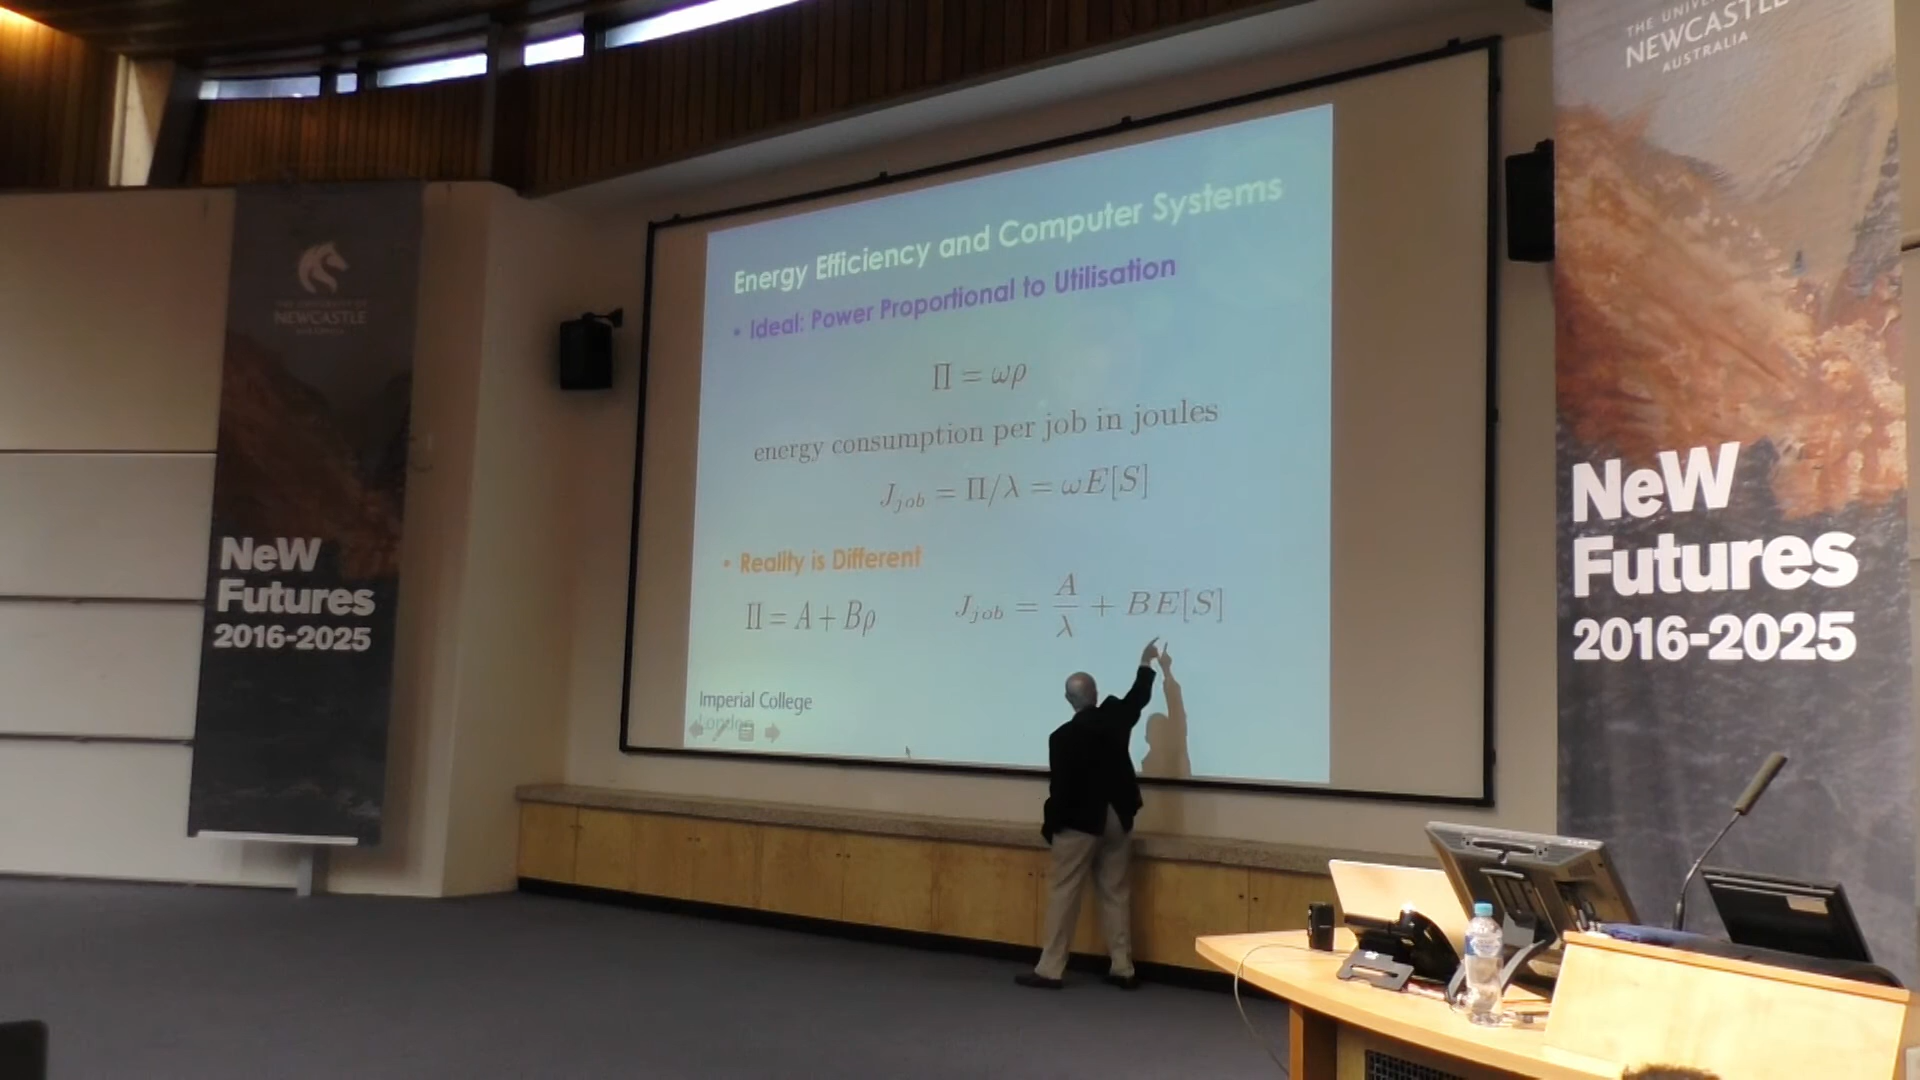 THE UNIVERSITY OF
NEWCASTLE
AUSTRALIA
NeW
Futures
2016-2025
Energy Efficiency and Computer Systems
• Ideal: Power Proportional to Utilisation
Π = ωρ
energy consumption per job in joules
J_job = Π/λ = ωE[S]
• Reality is Different
Π = A + Bρ
J_job = A/λ + BE[S]
Imperial College
London
THE
NEWCASTLE
AUSTRALIA
NeW
Futures
2016-2025